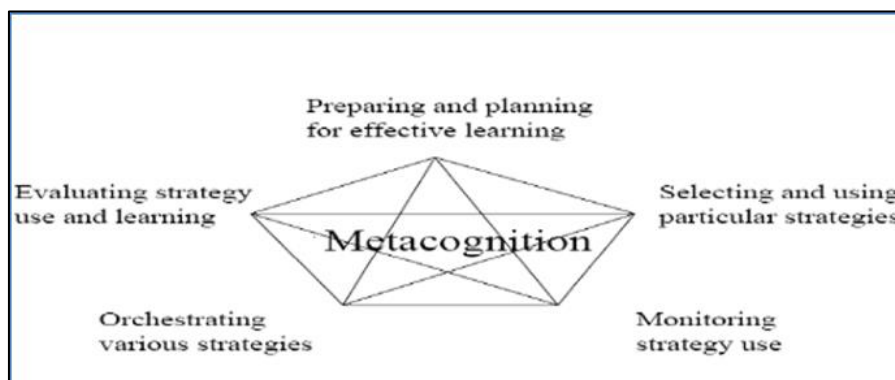 Preparing and planning
for effective learning
Evaluating strategy
use and learning
Selecting and using
particular strategies
Metacognition
Orchestrating
various strategies
Monitoring
strategy use